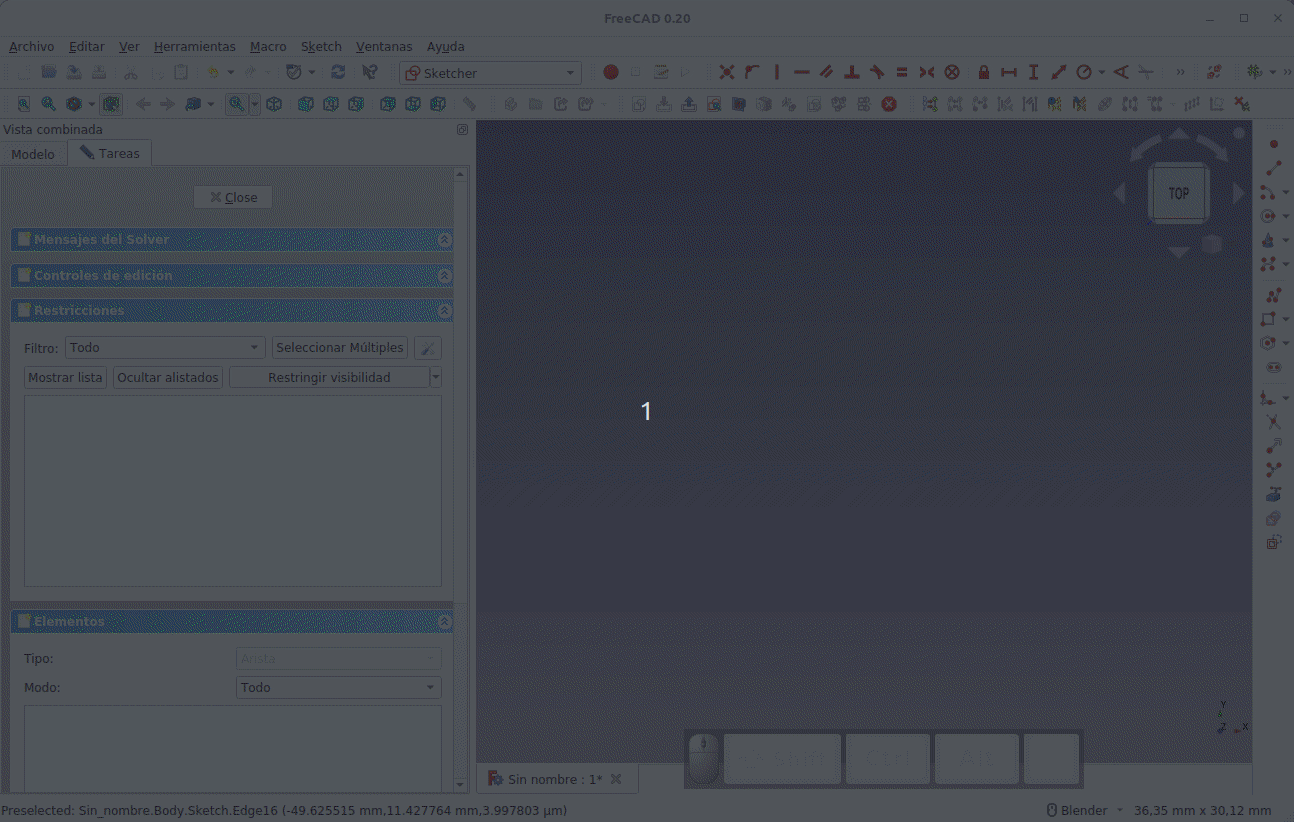 FreeCAD 0.20
Archivo Editar Ver Herramientas Macro Sketch Ventanas Ayuda
Sketcher
Vista combinada
Modelo Tareas
Close
Mensajes del Solver
Controles de edición
Restricciones
Filtro: Todo Seleccionar Múltiples
Mostrar lista Ocultar alistados Restringir visibilidad
Elementos
Tipo: Arista
Modo: Todo
TOP
1
Y
Z X
Sin nombre : 1*
Preselected: Sin_nombre.Body.Sketch.Edge16 (-49.625515 mm,11.427764 mm,3.997803 µm)
Blender 36,35 mm x 30,12 mm